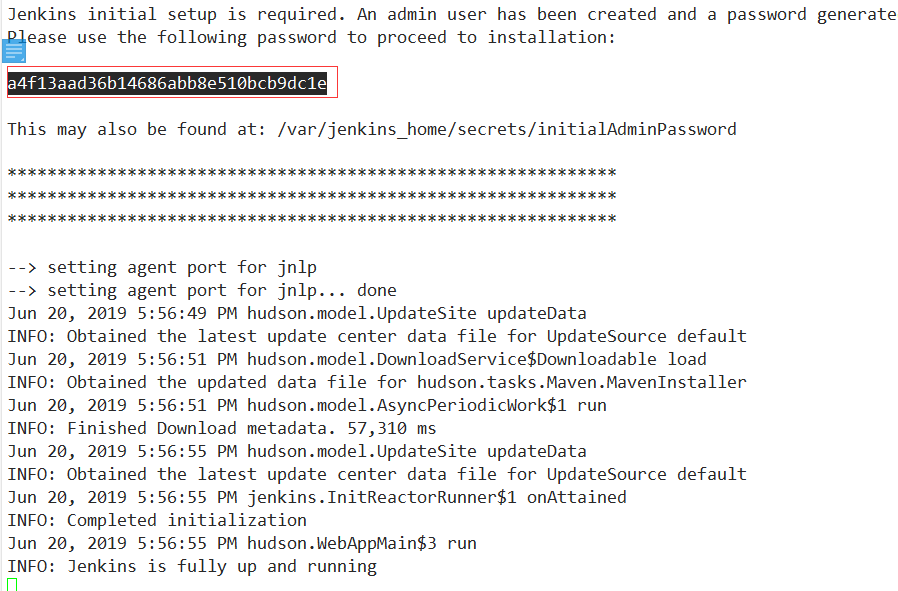 Jenkins initial setup is required. An admin user has been created and a password generate
Please use the following password to proceed to installation:
a4f13aad36b14686abb8e510bcb9dc1e
This may also be found at: /var/jenkins_home/secrets/initialAdminPassword
*************************************************************
*************************************************************
*************************************************************
--> setting agent port for jnlp
--> setting agent port for jnlp... done
Jun 20, 2019 5:56:49 PM hudson.model.UpdateSite updateData
INFO: Obtained the latest update center data file for UpdateSource default
Jun 20, 2019 5:56:51 PM hudson.model.DownloadService$Downloadable load
INFO: Obtained the updated data file for hudson.tasks.Maven.MavenInstaller
Jun 20, 2019 5:56:51 PM hudson.model.AsyncPeriodicWork$1 run
INFO: Finished Download metadata. 57,310 ms
Jun 20, 2019 5:56:55 PM hudson.model.UpdateSite updateData
INFO: Obtained the latest update center data file for UpdateSource default
Jun 20, 2019 5:56:55 PM jenkins.InitReactorRunner$1 onAttained
INFO: Completed initialization
Jun 20, 2019 5:56:55 PM hudson.WebAppMain$3 run
INFO: Jenkins is fully up and running